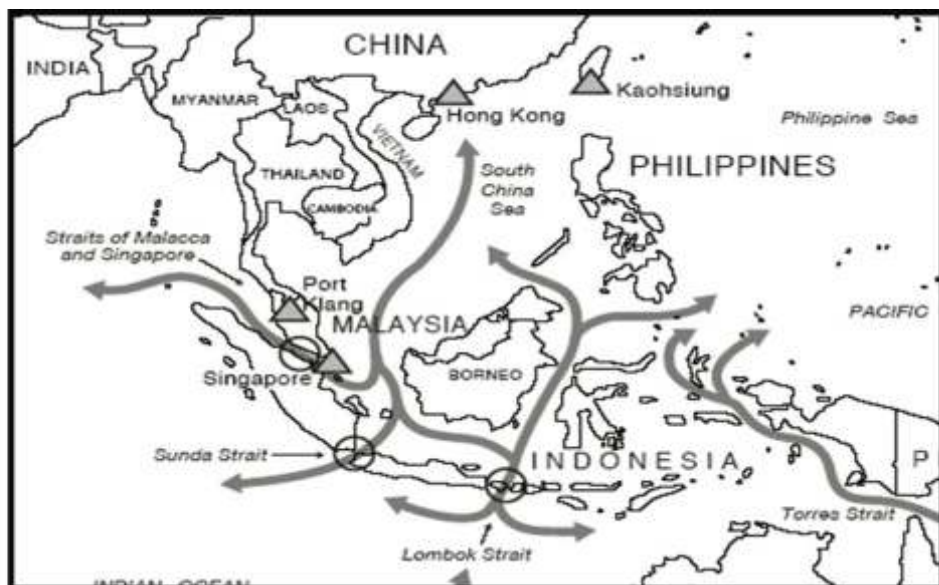 CHINA
INDIA
MYANMAR
LAOS
Hong Kong
Kaohsiung
Philippine Sea
VIETNAM
THAILAND
South
China
Sea
PHILIPPINES
CAMBODIA
Straits of Malacca
and Singapore
Port
Klang
MALAYSIA
PACIFIC
Singapore
BORNEO
Sunda Strait
INDONESIA
P
Torres Strait
Lombok Strait
INDIAN OCEAN